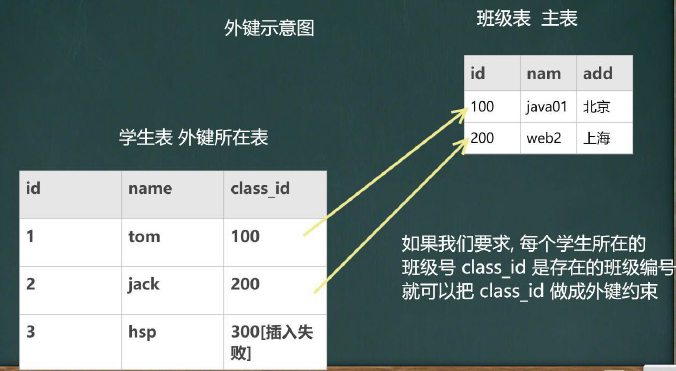 外键示意图
班级表 主表
id nam add
100 java01 北京
200 web2 上海
学生表 外键所在表
id name class_id
1 tom 100
2 jack 200
3 hsp 300[插入失
败]
如果我们要求, 每个学生所在的
班级号 class_id 是存在的班级编号
就可以把 class_id 做成外键约束